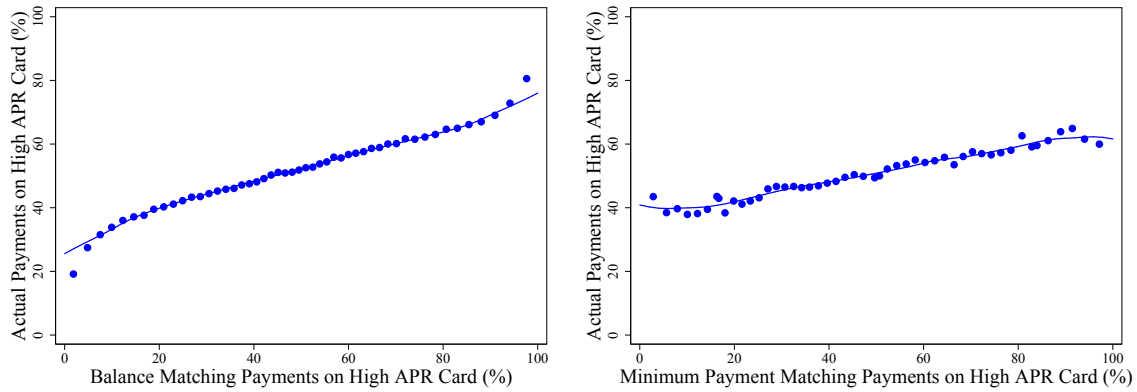 Actual Payments on High APR Card (%)
100
80
60
40
20
0
0 20 40 60 80 100
Balance Matching Payments on High APR Card (%)
Actual Payments on High APR Card (%)
100
80
60
40
20
0
0 20 40 60 80 100
Minimum Payment Matching Payments on High APR Card (%)